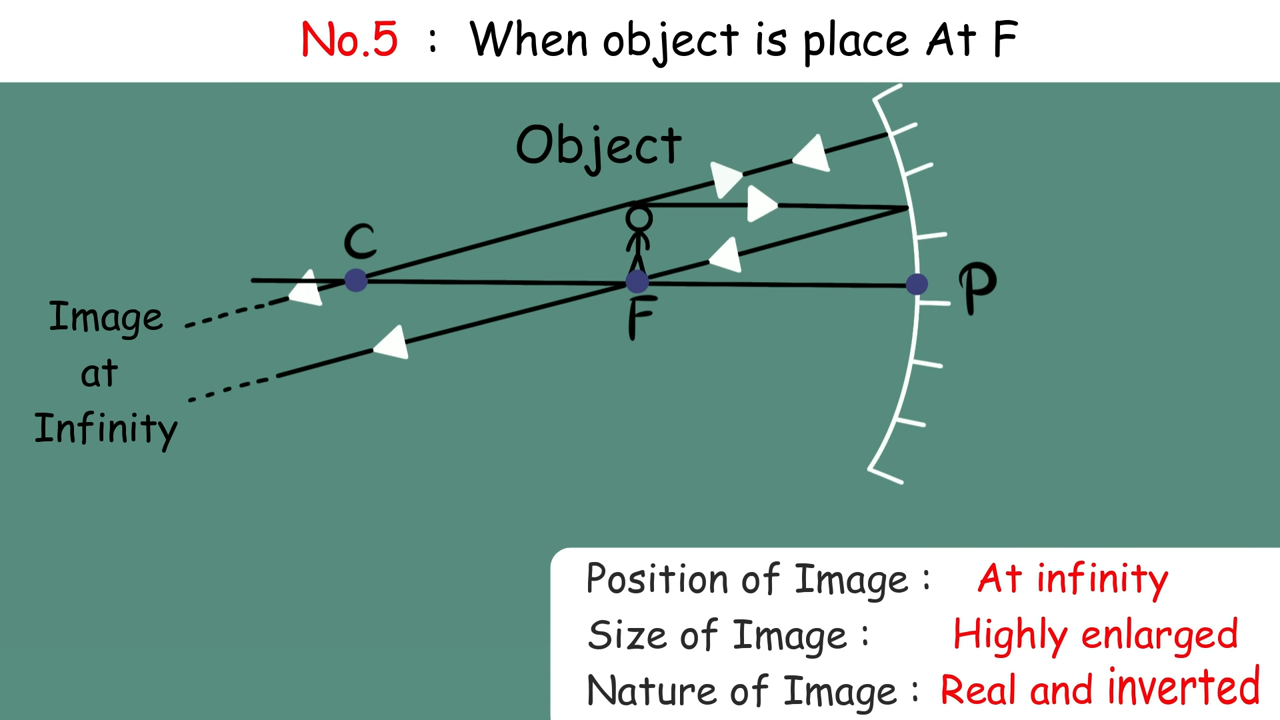 No.5 : When object is place At F
Object
C
F
P
Image
at
Infinity
Position of Image : At infinity
Size of Image : Highly enlarged
Nature of Image : Real and inverted